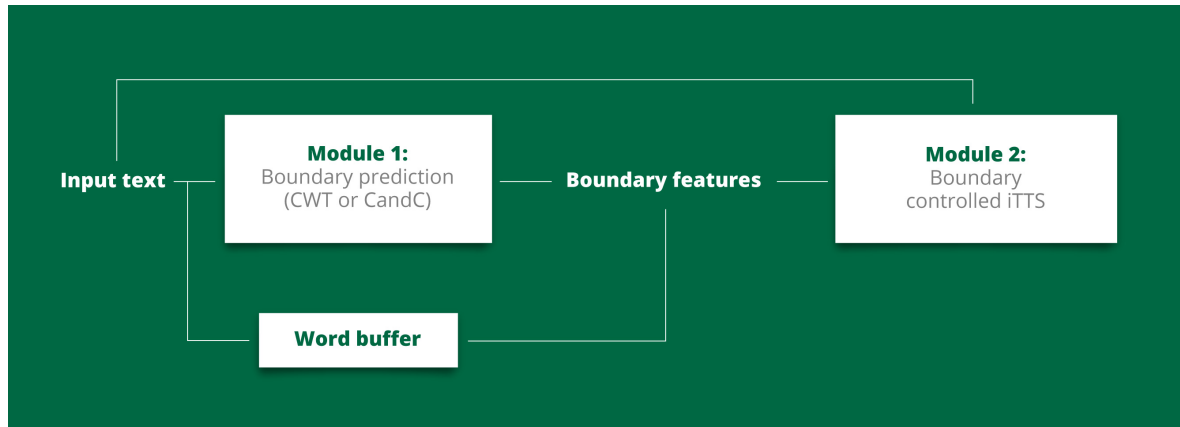 Input text
Module 1:
Boundary prediction
(CWT or CandC)
Boundary features
Module 2:
Boundary
controlled iTTS
Word buffer